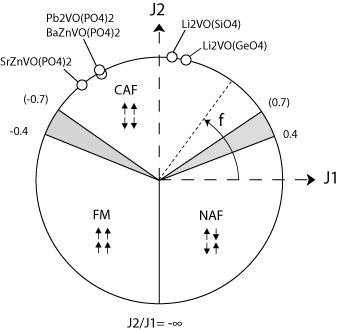 J2
Pb2VO(PO4)2
BaZnVO(PO4)2
Li2VO(SiO4)
Li2VO(GeO4)
SrZnVO(PO4)2
CAF
(-0.7)
(0.7)
-0.4
0.4
f
J1
FM
NAF
J2/J1= -∞